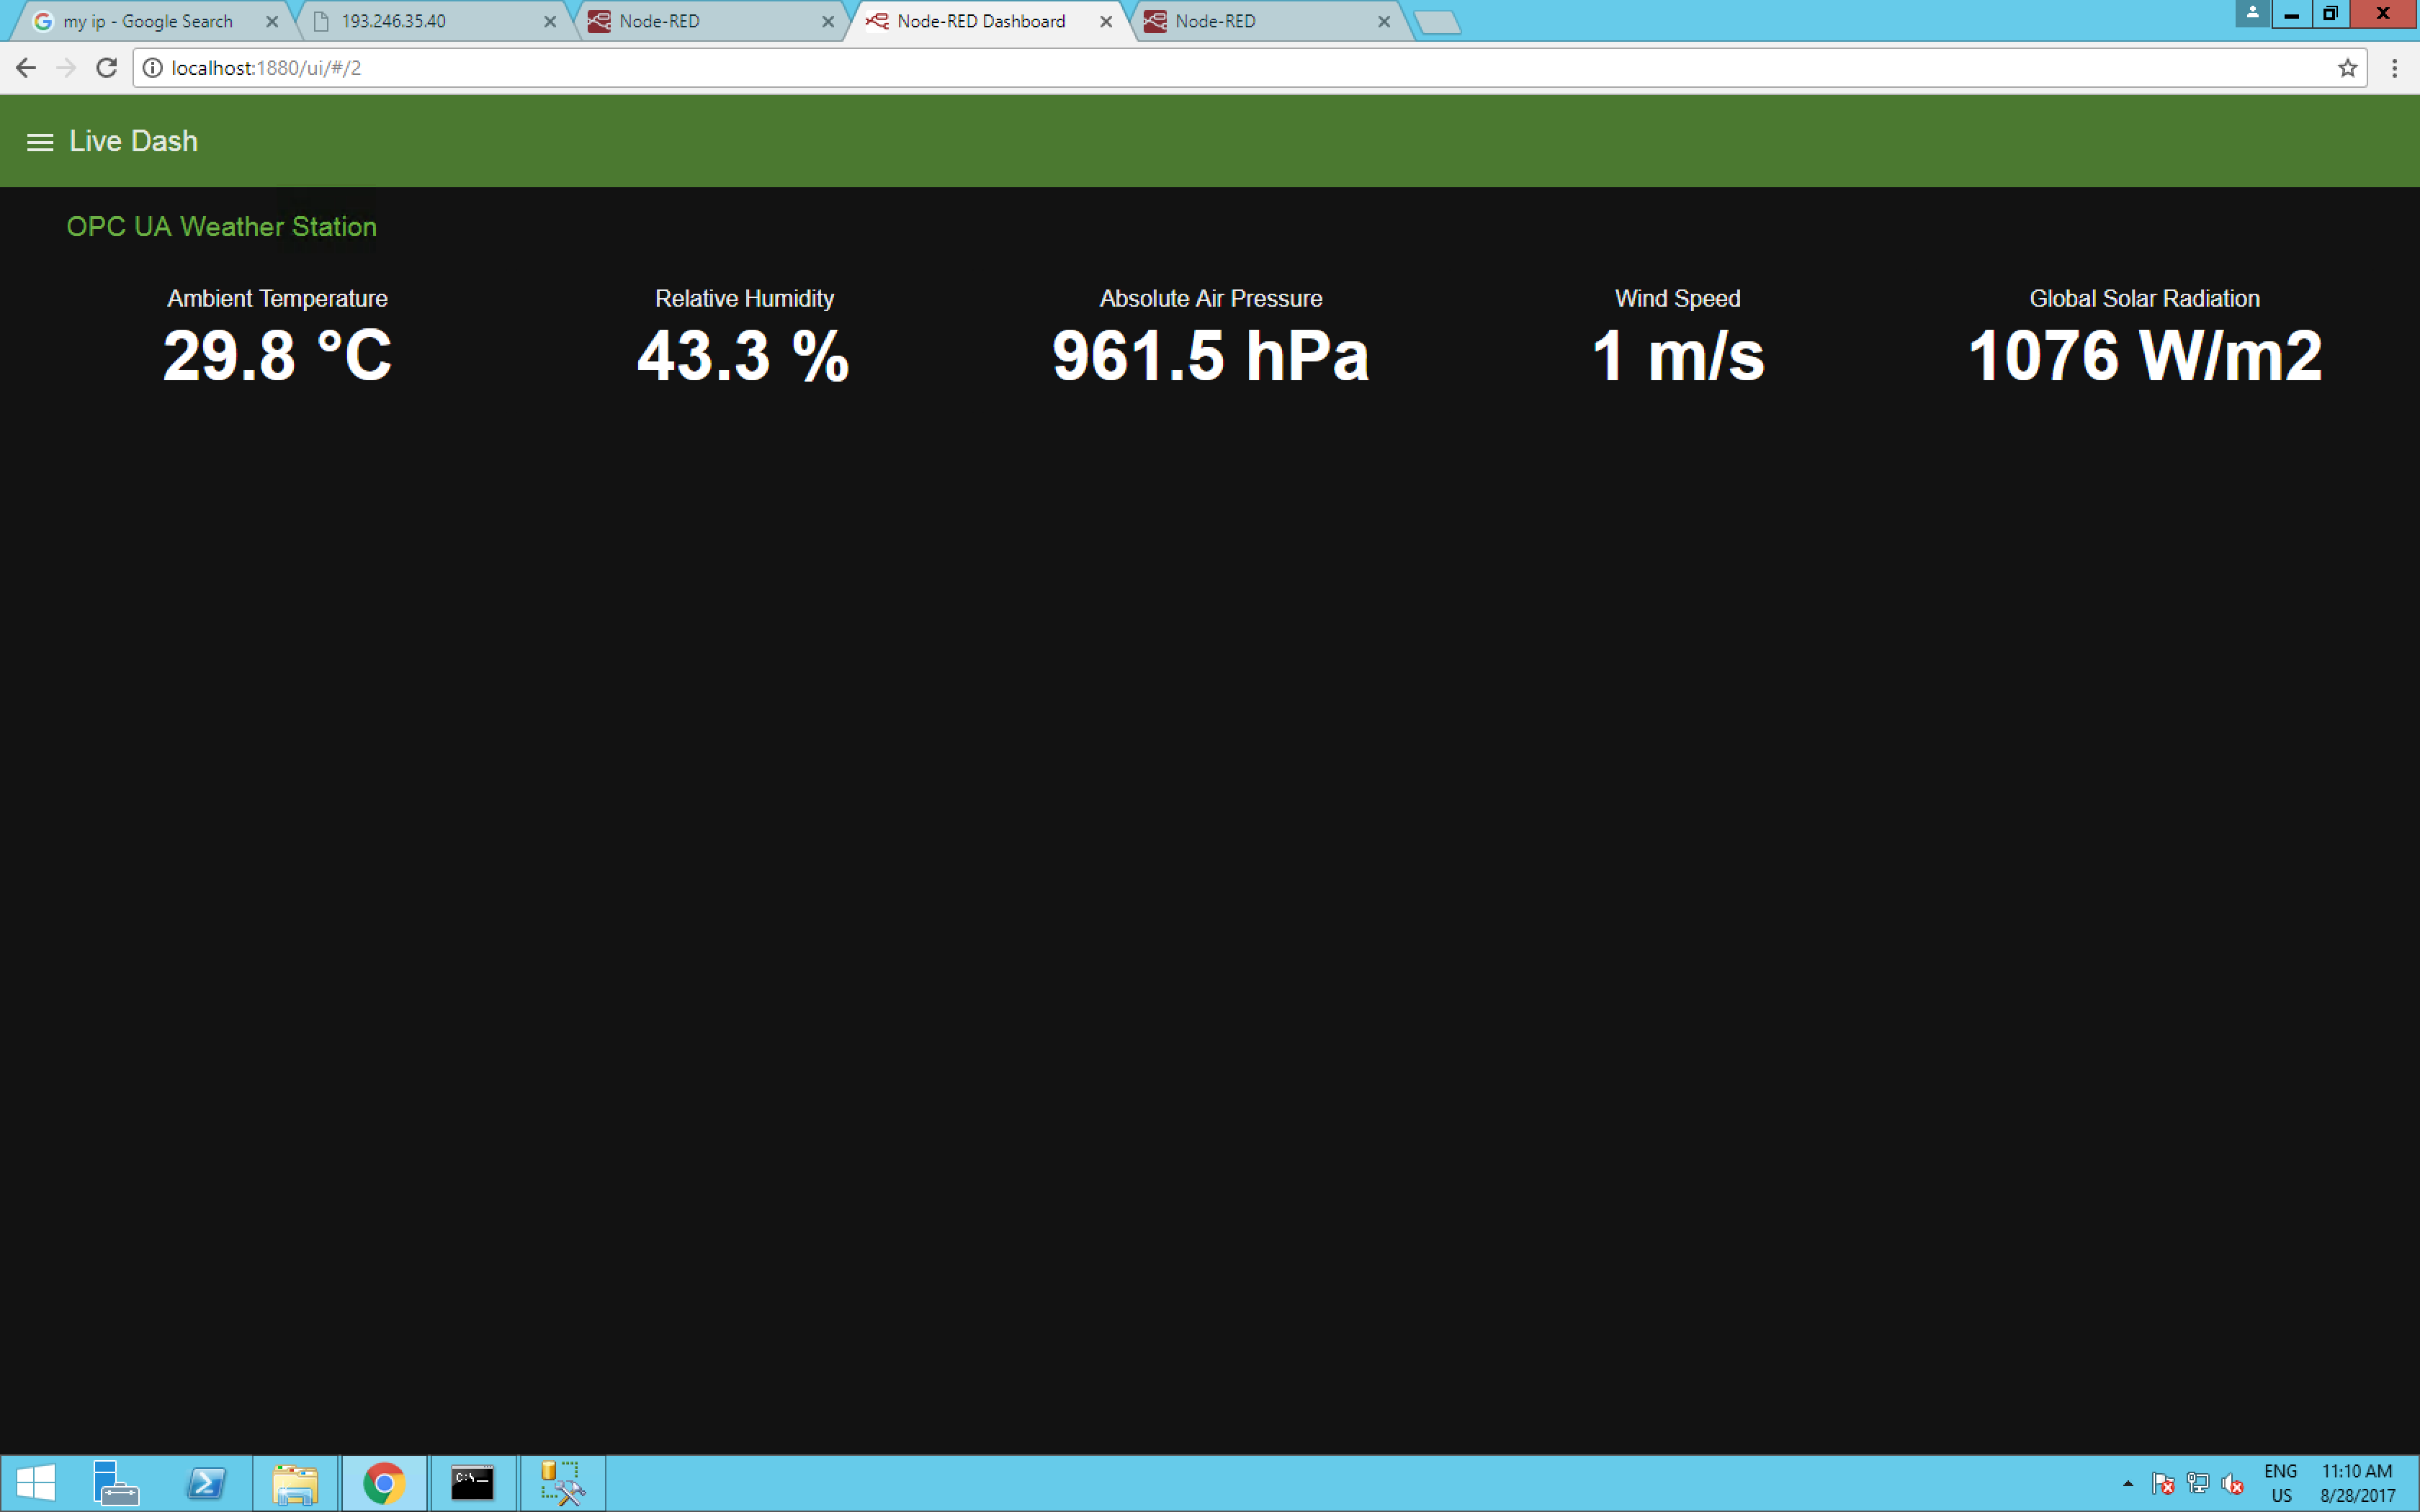 my ip - Google Search
193.246.35.40
Node-RED
Node-RED Dashboard
Node-RED
localhost:1880/ui/#/2
Live Dash
OPC UA Weather Station
Ambient Temperature
29.8 °C
Relative Humidity
43.3 %
Absolute Air Pressure
961.5 hPa
Wind Speed
1 m/s
Global Solar Radiation
1076 W/m2
C:\_
ENG
US
11:10 AM
8/28/2017